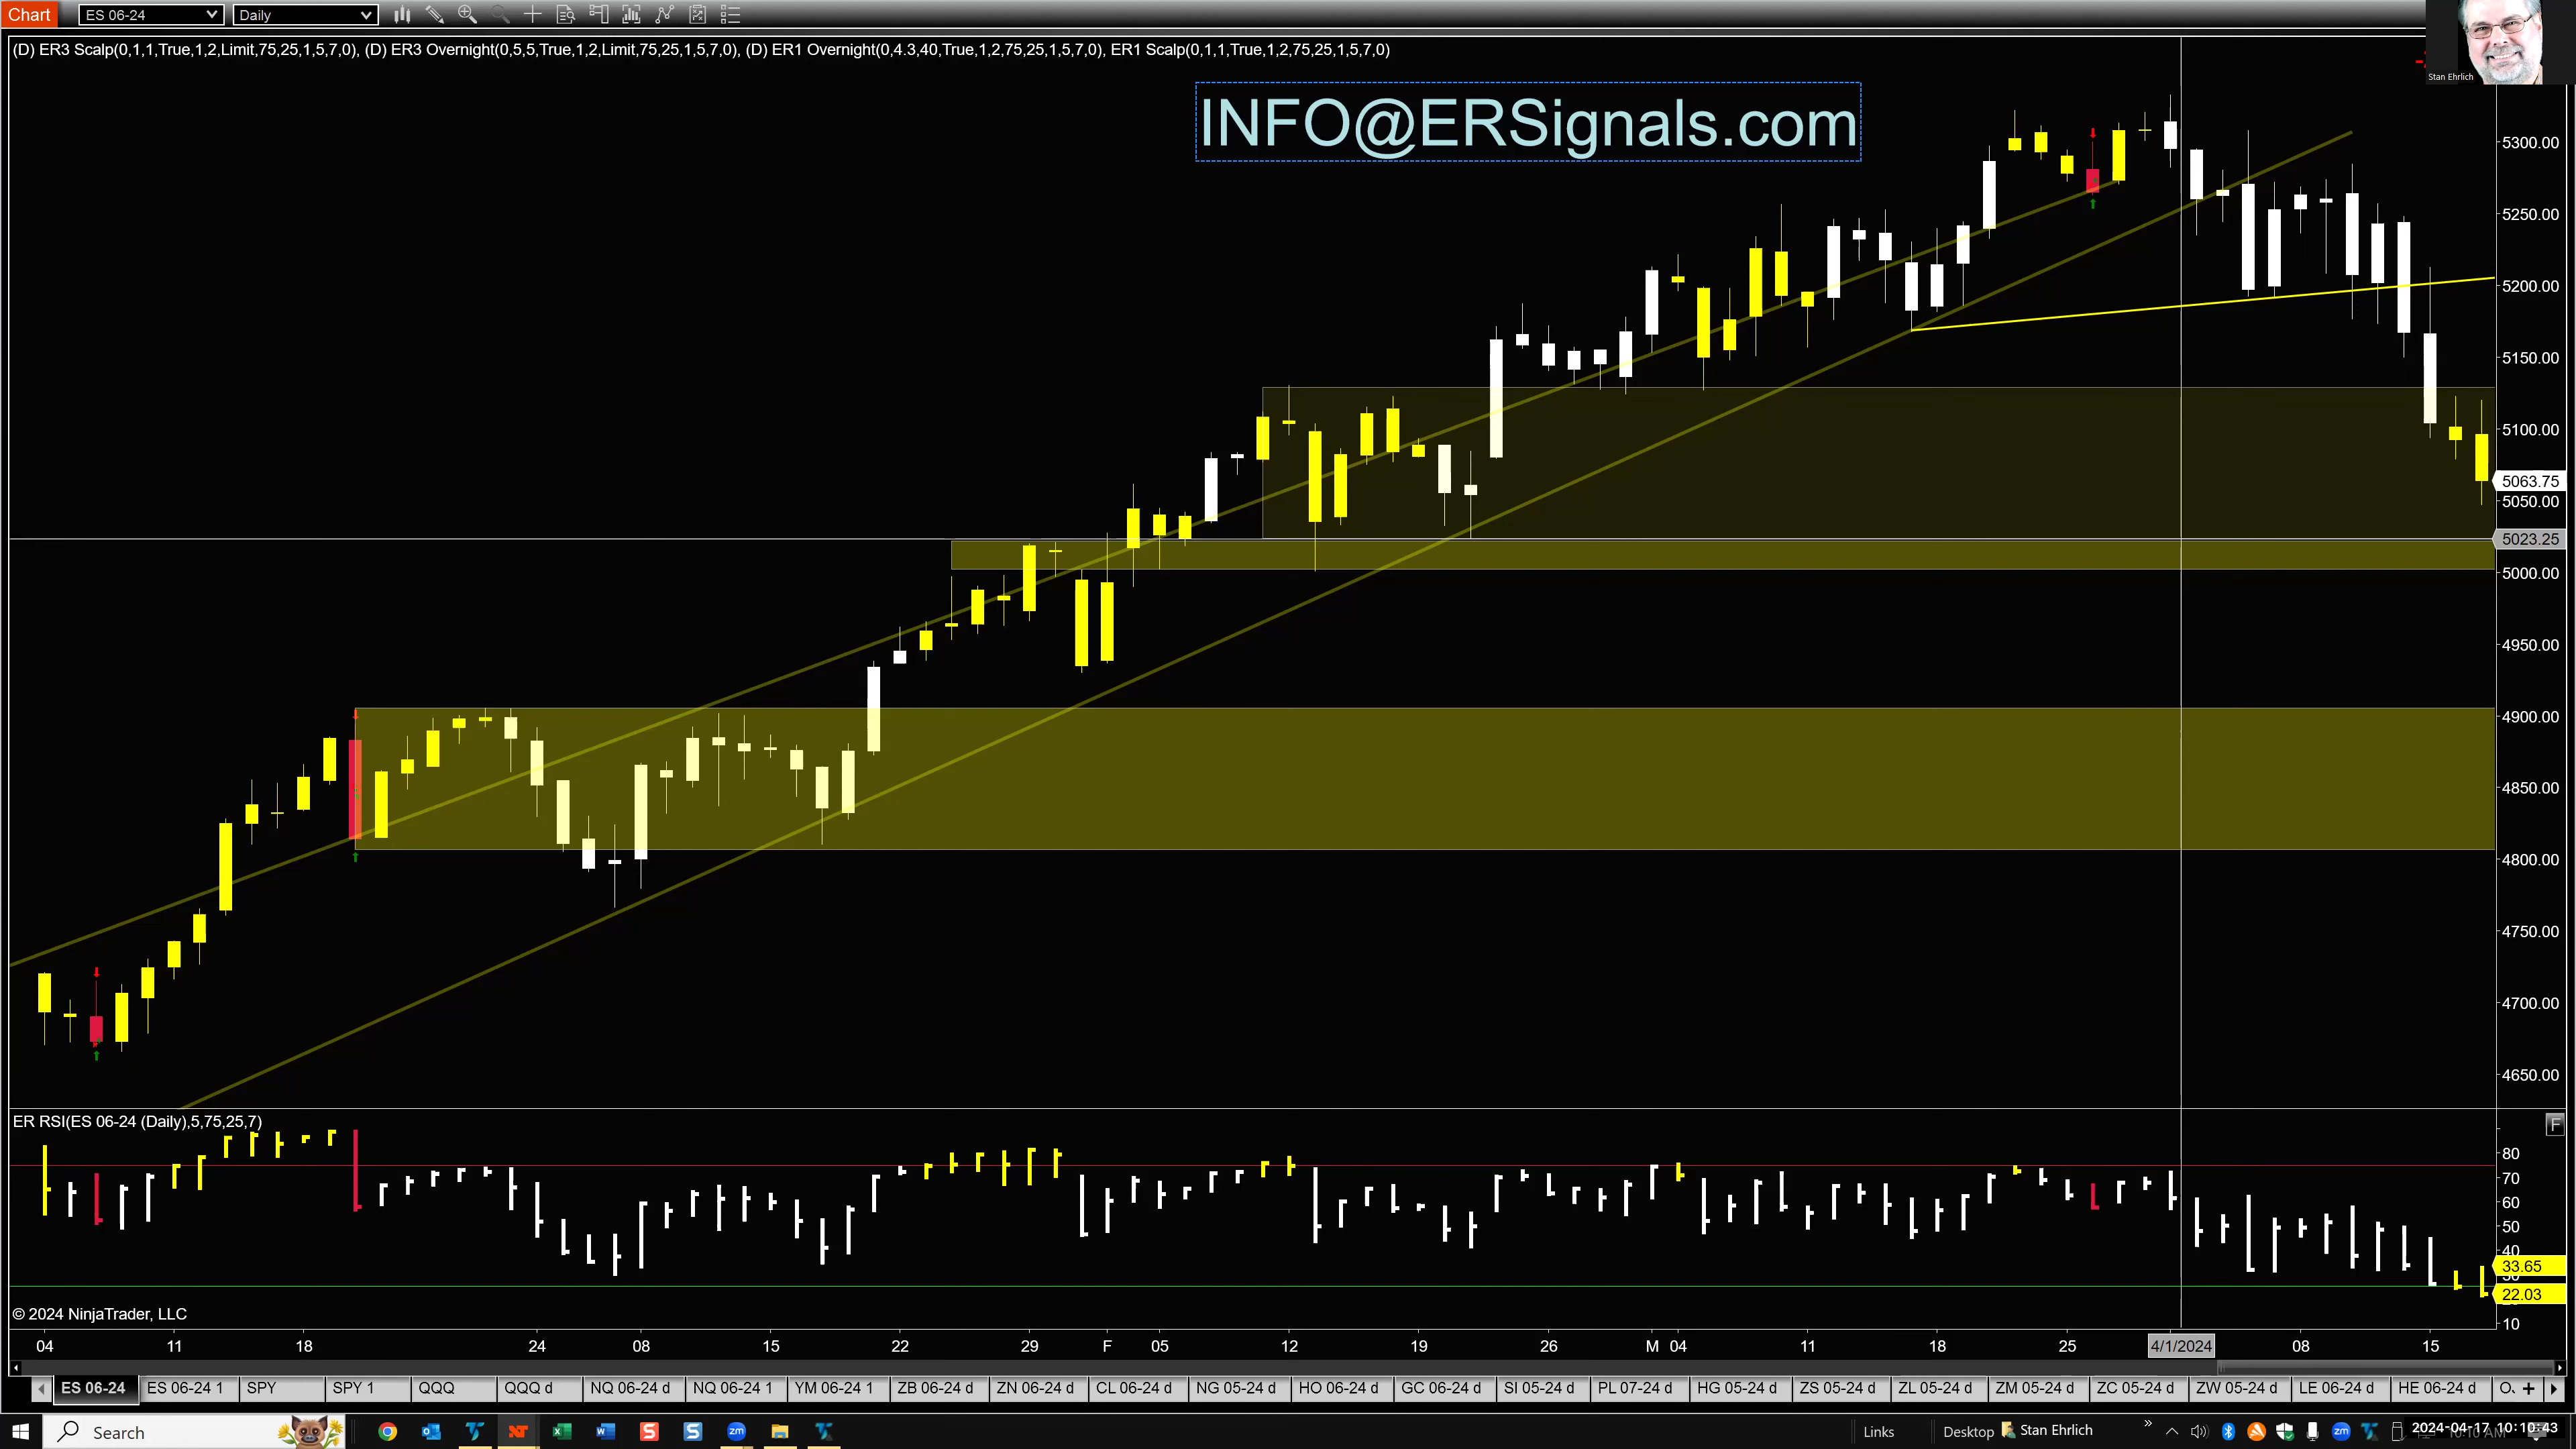 Chart ES 06-24 Daily
(D) ER3 Scalp(0,1,1,True,1,2,Limit,75,25,1,5,7,0), (D) ER3 Overnight(0,5,5,True,1,2,Limit,75,25,1,5,7,0), (D) ER1 Overnight(0,4.3,40,True,1,2,75,25,1,5,7,0), ER1 Scalp(0,1,1,True,1,2,75,25,1,5,7,0)
Stan Ehrlich
INFO@ERSignals.com
5300.00
5250.00
5200.00
5150.00
5100.00
5063.75
5050.00
5023.25
5000.00
4950.00
4900.00
4850.00
4800.00
4750.00
4700.00
4650.00
ER RSI(ES 06-24 (Daily),5,75,25,7)
F
80
70
60
50
40
33.65
22.03
10
© 2024 NinjaTrader, LLC
04 11 18 24 08 15 22 29 F 05 12 19 26 M 04 11 18 25 4/1/2024 08 15
ES 06-24 ES 06-24 1 SPY SPY 1 QQQ QQQ d NQ 06-24 d NQ 06-24 1 YM 06-24 1 ZB 06-24 d ZN 06-24 d CL 06-24 d NG 05-24 d HO 06-24 d GC 06-24 d SI 05-24 d PL 07-24 d HG 05-24 d ZS 05-24 d ZL 05-24 d ZM 05-24 d ZC 05-24 d ZW 05-24 d LE 06-24 d HE 06-24 d
Search Links Desktop Stan Ehrlich 2024-04-17 10:10:43